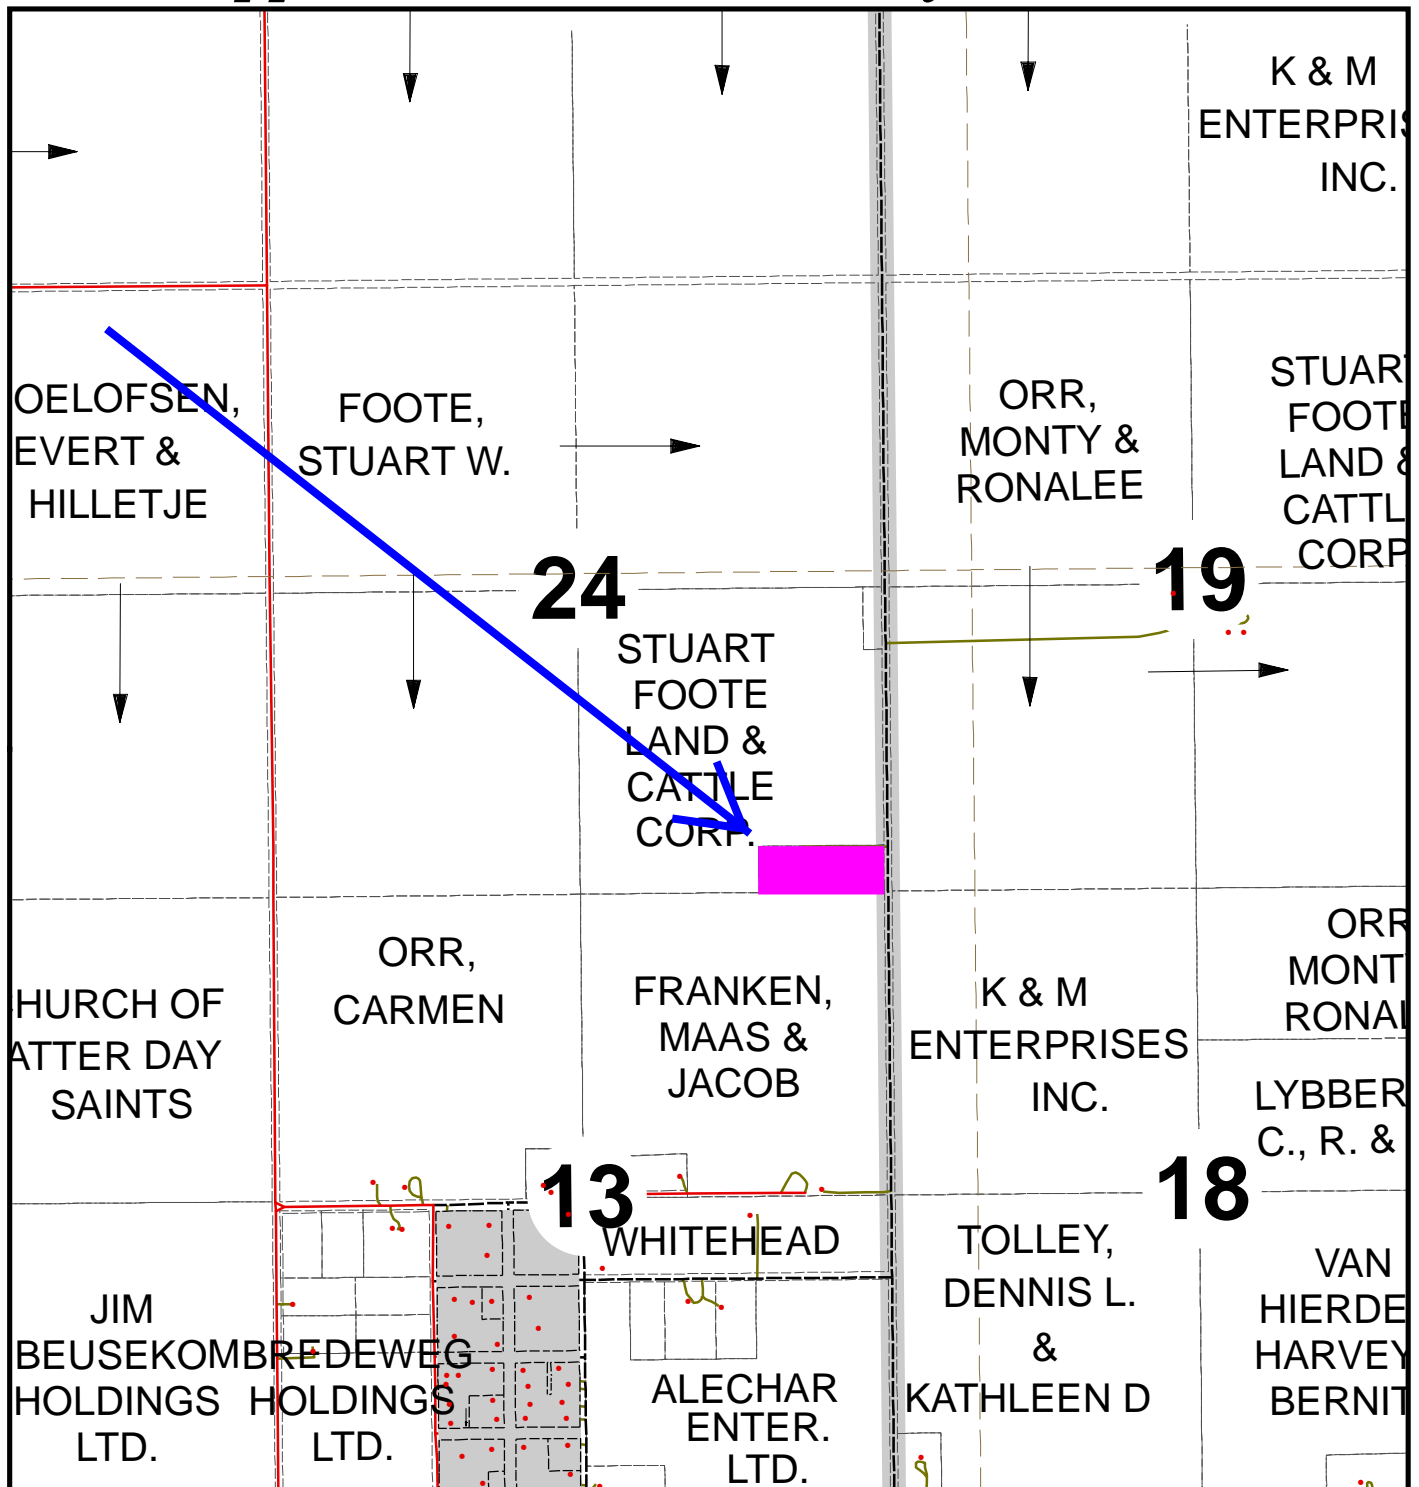 K & M
ENTERPRIS
INC.
OELOFSEN,
EVERT &
HILLETJE
FOOTE,
STUART W.
ORR,
MONTY &
RONALEE
STUART
FOOTE
LAND &
CATTL
CORP
24
19
STUART
FOOTE
LAND &
CATTLE
CORP.
HURCH OF
ATTER DAY
SAINTS
ORR,
CARMEN
FRANKEN,
MAAS &
JACOB
K & M
ENTERPRISES
INC.
ORR
MONT
RONAL
LYBBER
C., R. &
13
18
WHITEHEAD
TOLLEY,
DENNIS L.
&
KATHLEEN D
VAN
HIERDE
HARVEY
BERNIT
JIM
BEUSEKOM
HOLDINGS
LTD.
BREDEWEG
HOLDINGS
LTD.
ALECHAR
ENTER.
LTD.